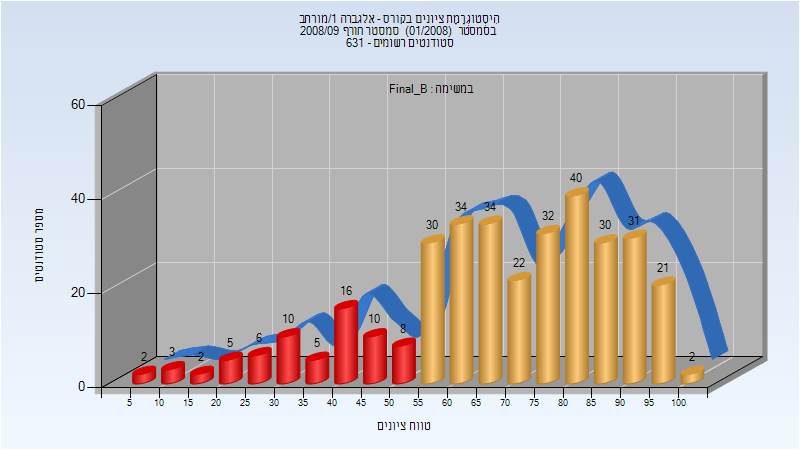 היסטוגרמת ציונים בקורס - אלגברה 1/מורחב
בסמסטר (01/2008) סמסטר חורף 2008/09
סטודנטים רשומים - 631
במשימה : Final_B
מספר סטודנטים
60
40
20
0
2 3 2 5 6 10 5 16 10 8 30 34 34 22 32 40 30 31 21 2
5 10 15 20 25 30 35 40 45 50 55 60 65 70 75 80 85 90 95 100
טווח ציונים